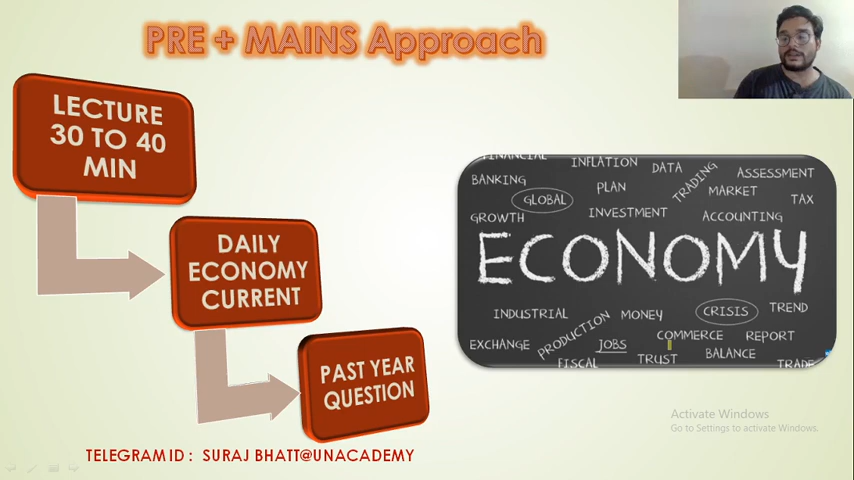 PRE + MAINS Approach
LECTURE
30 TO 40
MIN
DAILY
ECONOMY
CURRENT
PAST YEAR
QUESTION
TELEGRAM ID : SURAJ BHATT@UNACADEMY
FINANCIAL
INFLATION
DATA
TRADING
ASSESSMENT
BANKING
PLAN
MARKET
GLOBAL
TAX
GROWTH
INVESTMENT
ACCOUNTING
ECONOMY
INDUSTRIAL
MONEY
CRISIS
TREND
PRODUCTION
COMMERCE
REPORT
EXCHANGE
JOBS
BALANCE
FISCAL
TRUST
TRADE
Activate Windows
Go to Settings to activate Windows.